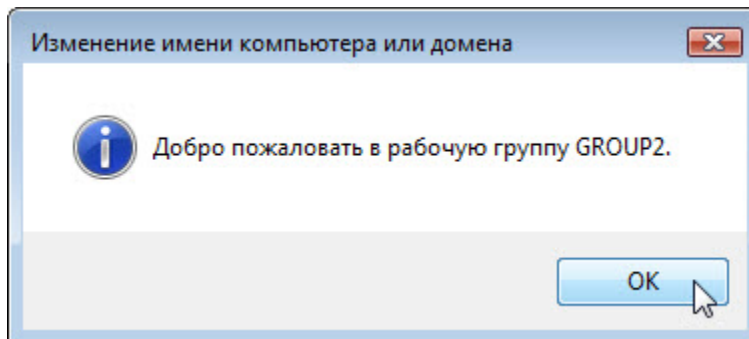 Изменение имени компьютера или домена
Добро пожаловать в рабочую группу GROUP2.
OK